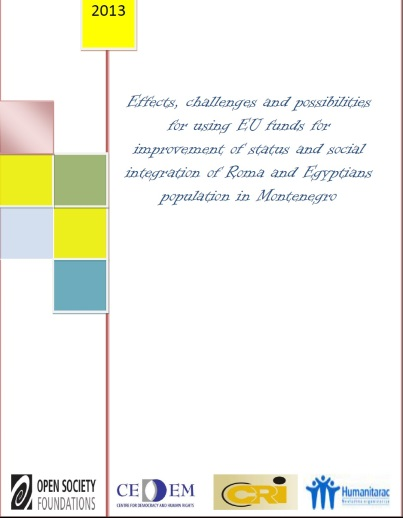 2013
Effects, challenges and possibilities
for using EU funds for
improvement of status and social
integration of Roma and Egyptians
population in Montenegro
OPEN SOCIETY
FOUNDATIONS
CEDEM
CENTRE FOR DEMOCRACY AND HUMAN RIGHTS
CRI
Humanitarac